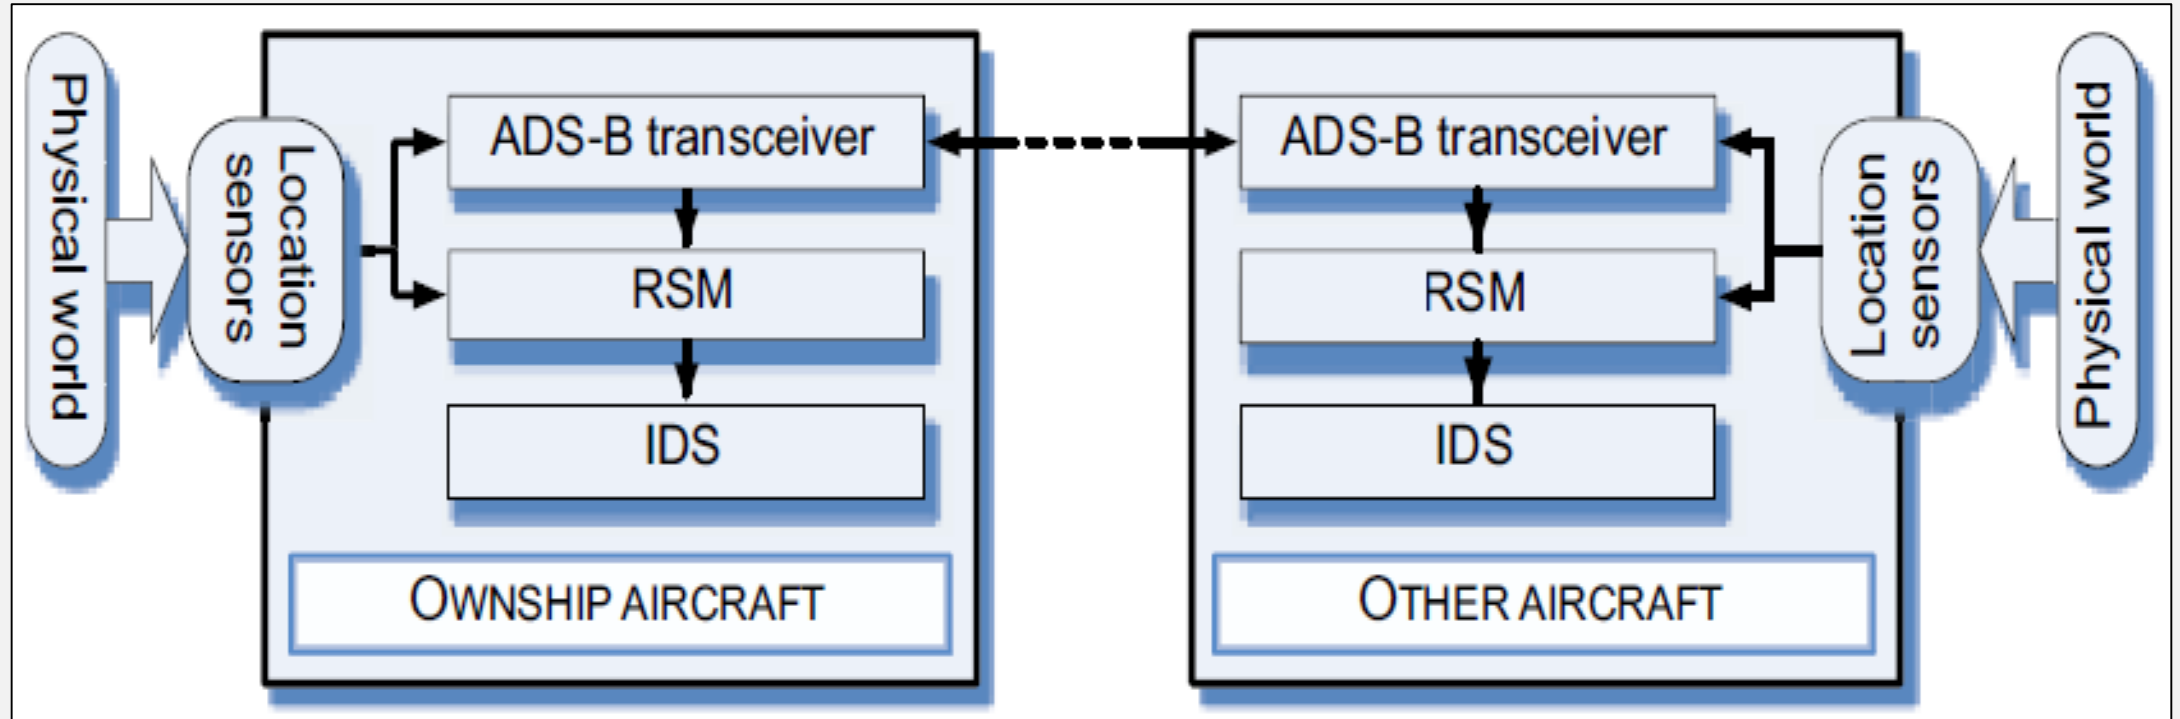 Physical world
Location
sensors
ADS-B transceiver
RSM
IDS
OWNSHIP AIRCRAFT
ADS-B transceiver
RSM
IDS
OTHER AIRCRAFT
Location
sensors
Physical world